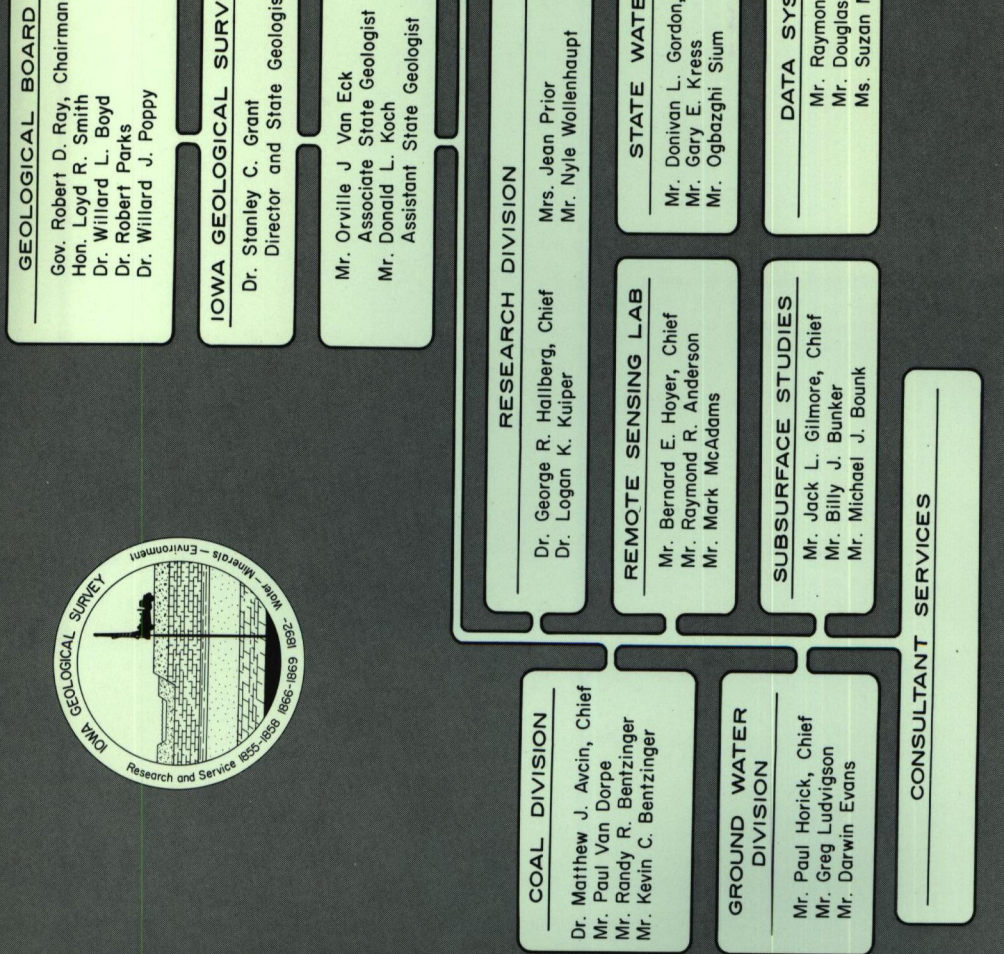 GEOLOGICAL BOARD
Gov. Robert D. Ray, Chairman
Hon. Loyd R. Smith
Dr. Willard L. Boyd
Dr. Robert Parks
Dr. Willard J. Poppy
IOWA GEOLOGICAL SURV
Dr. Stanley C. Grant
Director and State Geologis
Mr. Orville J Van Eck
Associate State Geologist
Mr. Donald L. Koch
Assistant State Geologist
IOWA GEOLOGICAL SURVEY
Water – Minerals – Environment
Research and Service 1855-1858 1866-1869 1892-
RESEARCH DIVISION
Dr. George R. Hallberg, Chief
Dr. Logan K. Kuiper
Mrs. Jean Prior
Mr. Nyle Wollenhaupt
COAL DIVISION
Dr. Matthew J. Avcin, Chief
Mr. Paul Van Dorpe
Mr. Randy R. Bentzinger
Mr. Kevin C. Bentzinger
REMOTE SENSING LAB
Mr. Bernard E. Hoyer, Chief
Mr. Raymond R. Anderson
Mr. Mark McAdams
STATE WATE
Mr. Donivan L. Gordon,
Mr. Gary E. Kress
Mr. Ogbazghi Sium
GROUND WATER
DIVISION
Mr. Paul Horick, Chief
Mr. Greg Ludvigson
Mr. Darwin Evans
SUBSURFACE STUDIES
Mr. Jack L. Gilmore, Chief
Mr. Billy J. Bunker
Mr. Michael J. Bounk
DATA SYS
Mr. Raymon
Mr. Douglas
Ms. Suzan
CONSULTANT SERVICES